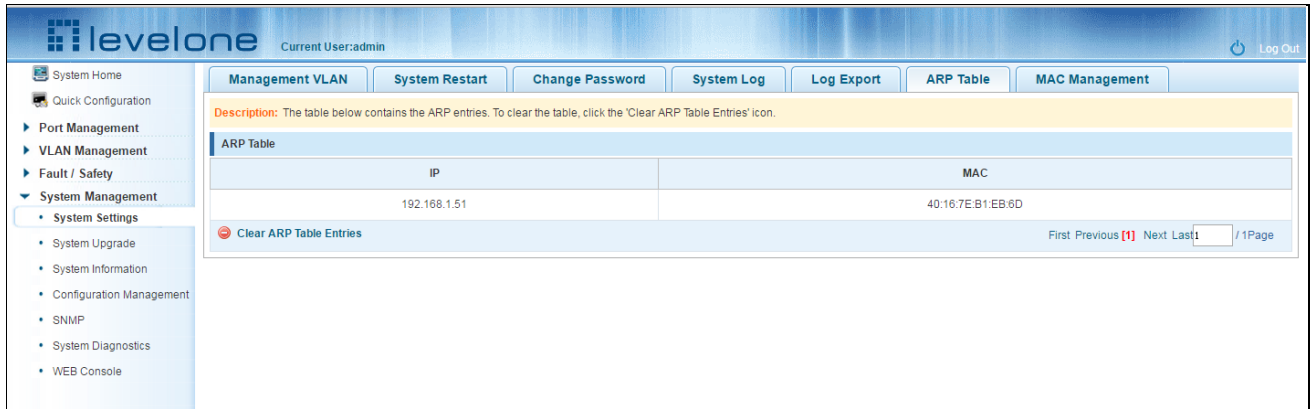 levelone Current User:admin Log Out
System Home
Quick Configuration
Port Management
VLAN Management
Fault / Safety
System Management
System Settings
System Upgrade
System Information
Configuration Management
SNMP
System Diagnostics
WEB Console
Management VLAN System Restart Change Password System Log Log Export ARP Table MAC Management
Description: The table below contains the ARP entries. To clear the table, click the 'Clear ARP Table Entries' icon.
ARP Table
IP MAC
192.168.1.51 40:16:7E:B1:EB:6D
Clear ARP Table Entries First Previous [1] Next Last 1 / 1Page